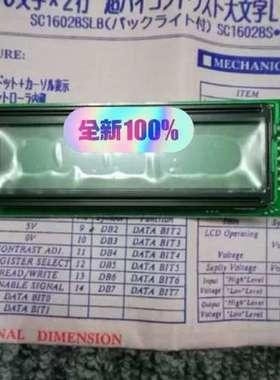 文字×2行 超ハイコントラスト大文字L
SC1602BSLB(バックライト付) SC1602BS*
MECHANIC
ドット+カーソル表示
ントローラ内蔵
ITEM
全新100%
FUNCTION
5V 9 DB2 DATA BIT2
0V 10 DB3 DATA BIT3
CONTRAST ADJ. 11 DB4 DATA BIT4
REGISTER SELECT 12 DB5 DATA BIT5
READ/WRITE 13 DB6 DATA BIT6
ENABLE SIGNAL 14 DB7 DATA BIT7
DATA BIT0
DATA BIT1
LCD Operating
Voltage
Supply Voltage
Input "High" Level
Voltage "Low" Level
Output "High" Level
Voltage "Low" Level
NAL DIMENSION